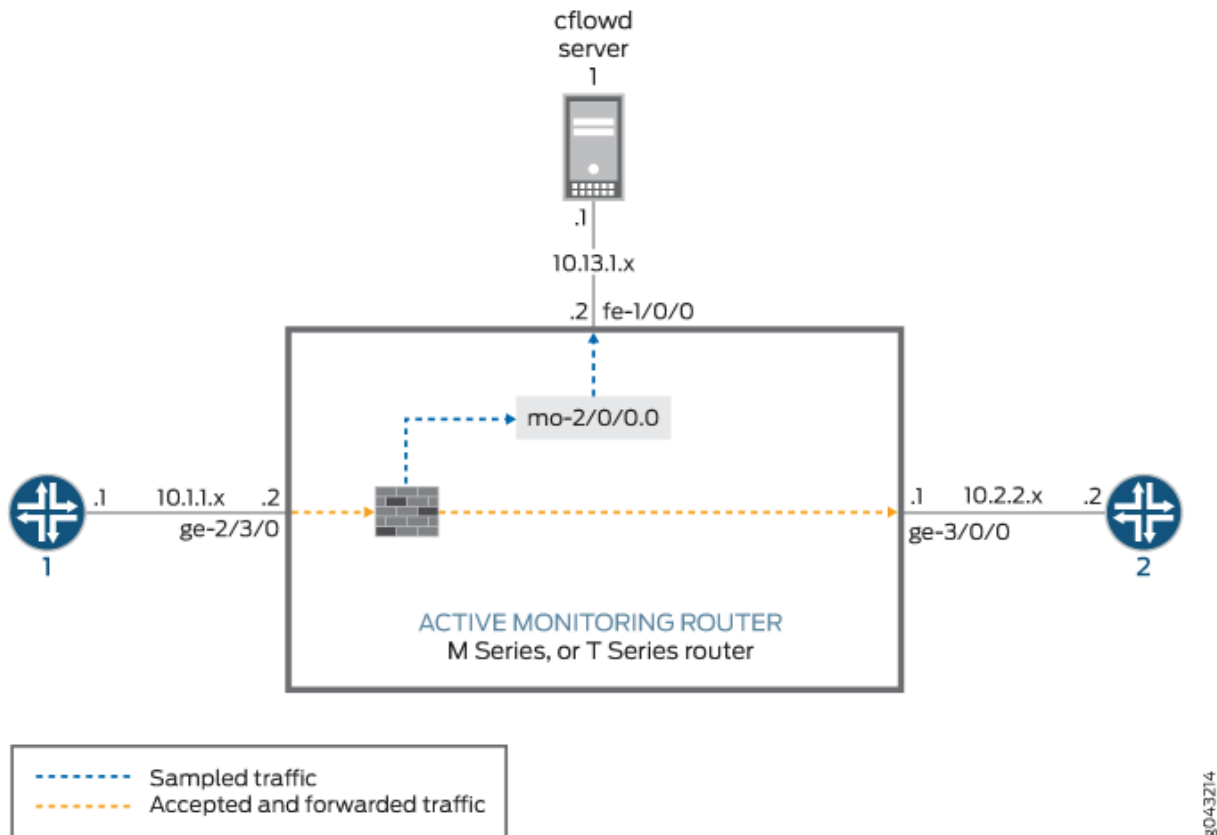 cflowd
server
1
.1
10.13.1.x
.2 fe-1/0/0
mo-2/0/0.0
.1 10.1.1.x .2
ge-2/3/0
1
.1 10.2.2.x .2
ge-3/0/0
2
ACTIVE MONITORING ROUTER
M Series, or T Series router
Sampled traffic
Accepted and forwarded traffic
g043214